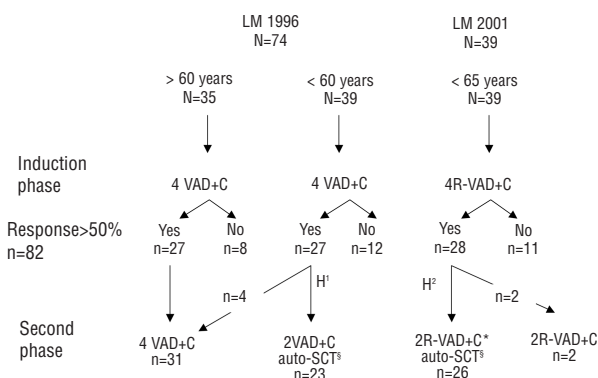 LM 1996
N=74
LM 2001
N=39
> 60 years
N=35
< 60 years
N=39
< 65 years
N=39
Induction
phase
4 VAD+C
4 VAD+C
4R-VAD+C
Response>50%
n=82
Yes
n=27
No
n=8
Yes
n=27
No
n=12
Yes
n=28
No
n=11
n=4
H¹
H²
n=2
Second
phase
4 VAD+C
n=31
2VAD+C
auto-SCT§
n=23
2R-VAD+C*
auto-SCT§
n=26
2R-VAD+C
n=2